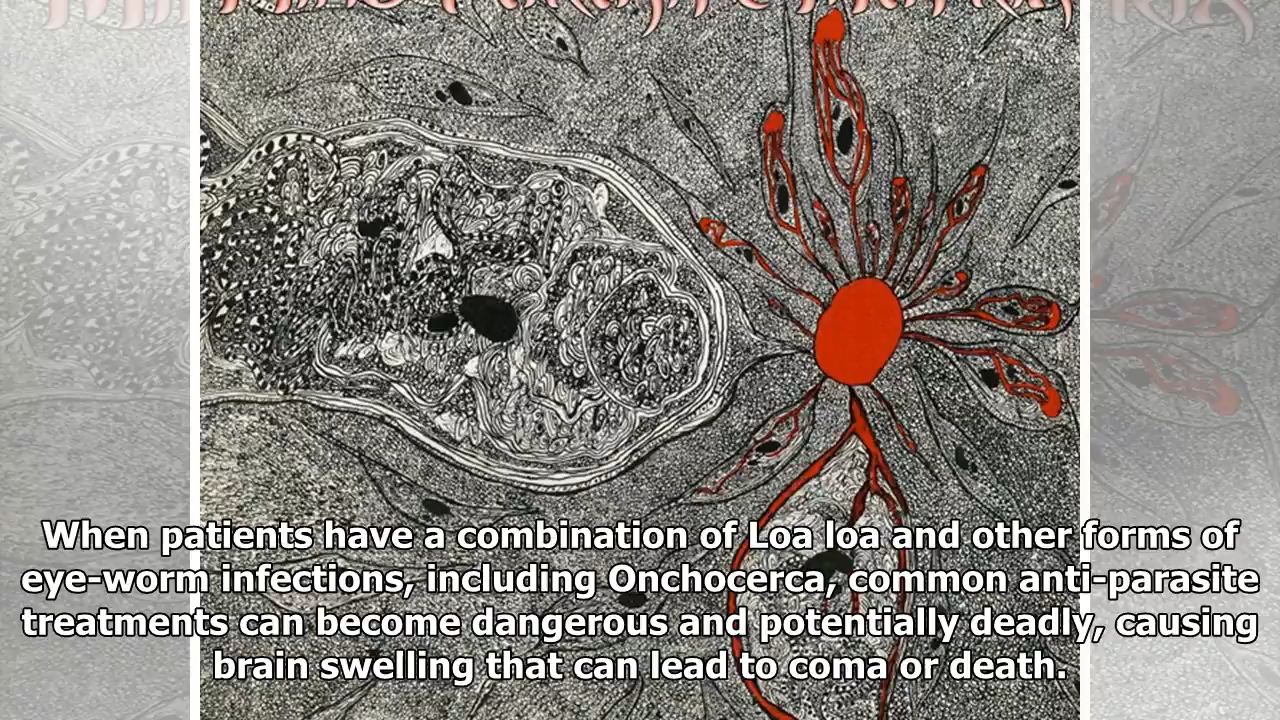 When patients have a combination of Loa loa and other forms of
eye-worm infections, including Onchocerca, common anti-parasite
treatments can become dangerous and potentially deadly, causing
brain swelling that can lead to coma or death.